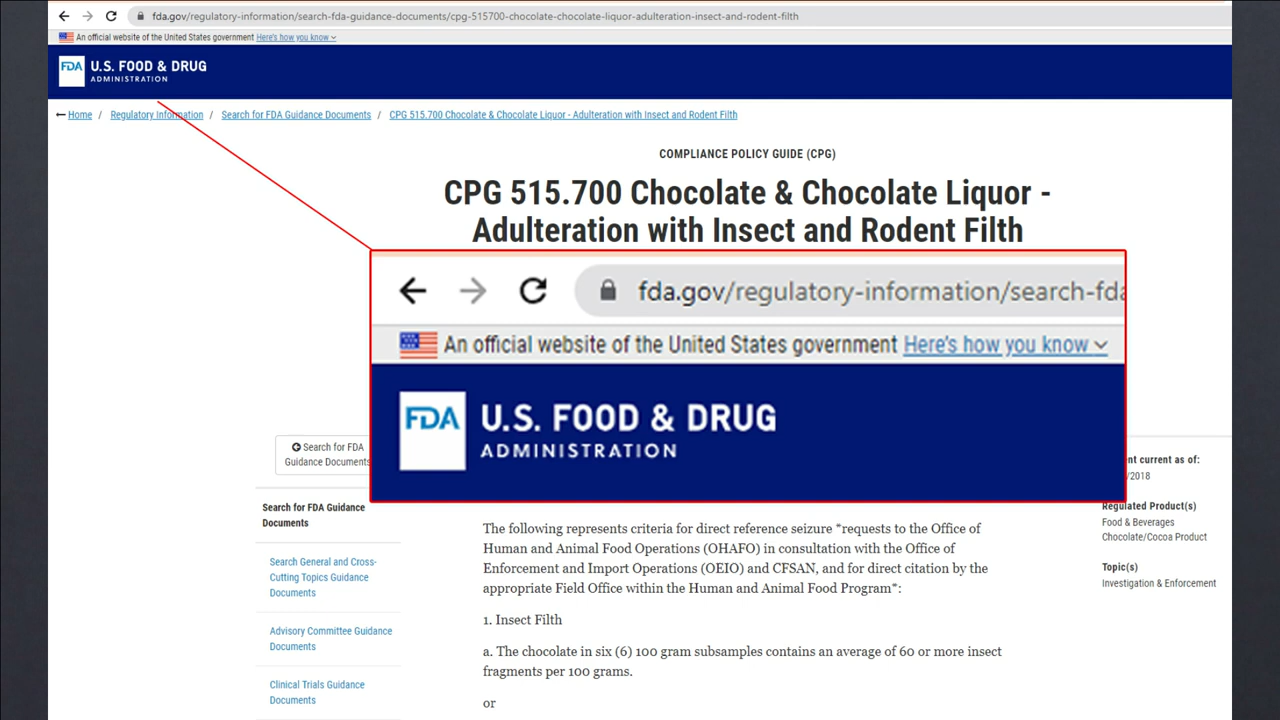 fda.gov/regulatory-information/search-fda-guidance-documents/cpg-515700-chocolate-chocolate-liquor-adulteration-insect-and-rodent-filth
An official website of the United States government Here's how you know
FDA U.S. FOOD & DRUG
ADMINISTRATION
Home / Regulatory Information / Search for FDA Guidance Documents / CPG 515.700 Chocolate & Chocolate Liquor - Adulteration with Insect and Rodent Filth
COMPLIANCE POLICY GUIDE (CPG)
CPG 515.700 Chocolate & Chocolate Liquor -
Adulteration with Insect and Rodent Filth
fda.gov/regulatory-information/search-fda
An official website of the United States government Here's how you know
FDA U.S. FOOD & DRUG
ADMINISTRATION
Search for FDA
Guidance Documents
Search for FDA Guidance
Documents
Search General and Cross-
Cutting Topics Guidance
Documents
Advisory Committee Guidance
Documents
Clinical Trials Guidance
Documents
The following represents criteria for direct reference seizure *requests to the Office of
Human and Animal Food Operations (OHAFO) in consultation with the Office of
Enforcement and Import Operations (OEIO) and CFSAN, and for direct citation by the
appropriate Field Office within the Human and Animal Food Program*:
1. Insect Filth
a. The chocolate in six (6) 100 gram subsamples contains an average of 60 or more insect
fragments per 100 grams.
or
current as of:
/2018
Regulated Product(s)
Food & Beverages
Chocolate/Cocoa Product
Topic(s)
Investigation & Enforcement